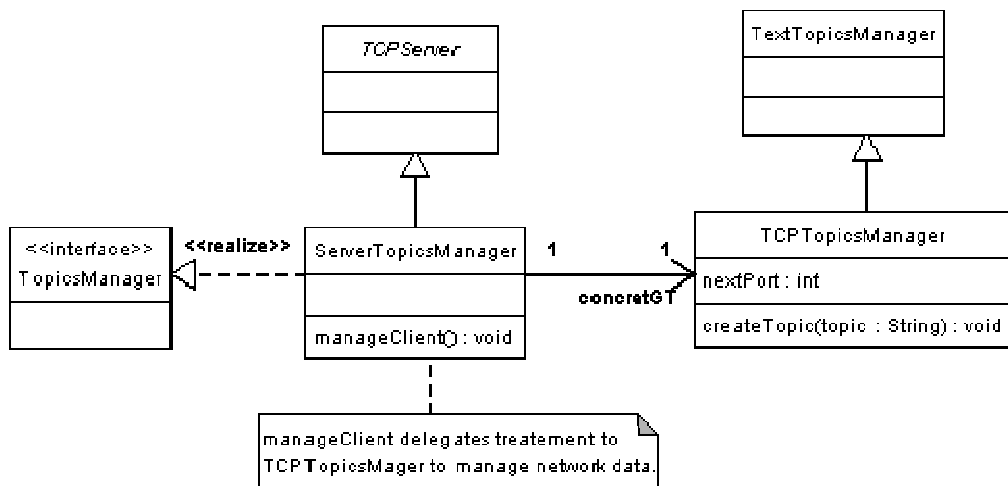 TCPServer
TextTopicsManager
<<interface>>
TopicsManager
<<realize>>
ServerTopicsManager
manageClient() : void
1
1
concretGT
TCPTopicsManager
nextPort : int
createTopic(topic : String) : void
manageClient delegates treatement to
TCPTopicsMager to manage network data.